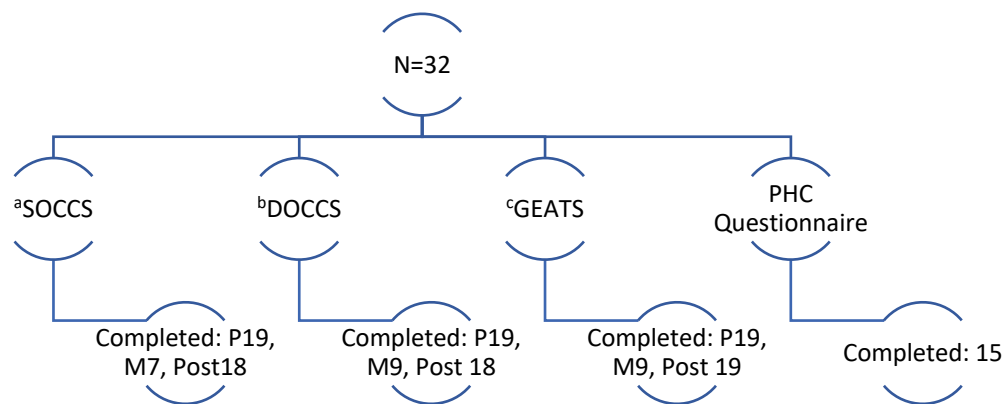 N=32
ᵃSOCCS
ᵇDOCCS
ᶜGEATS
PHC
Questionnaire
Completed: P19,
M7, Post18
Completed: P19,
M9, Post 18
Completed: P19,
M9, Post 19
Completed: 15